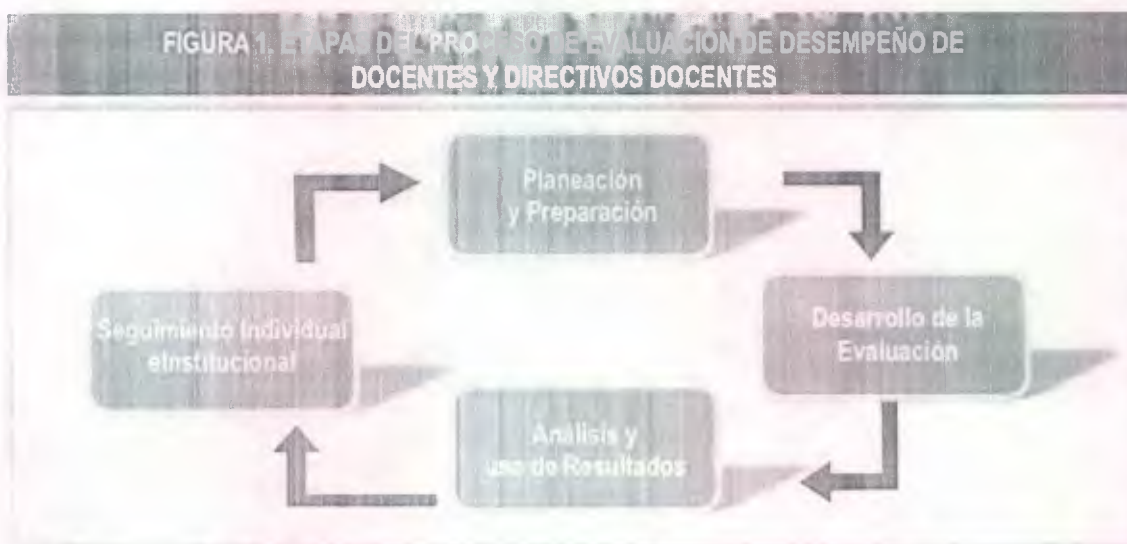 FIGURA 1. ETAPAS DEL PROCESO DE EVALUACIÓN DE DESEMPEÑO DE
DOCENTES Y DIRECTIVOS DOCENTES
Planeación
y Preparación
Desarrollo de la
Evaluación
Análisis y
uso de Resultados
Seguimiento Individual
eInstitucional